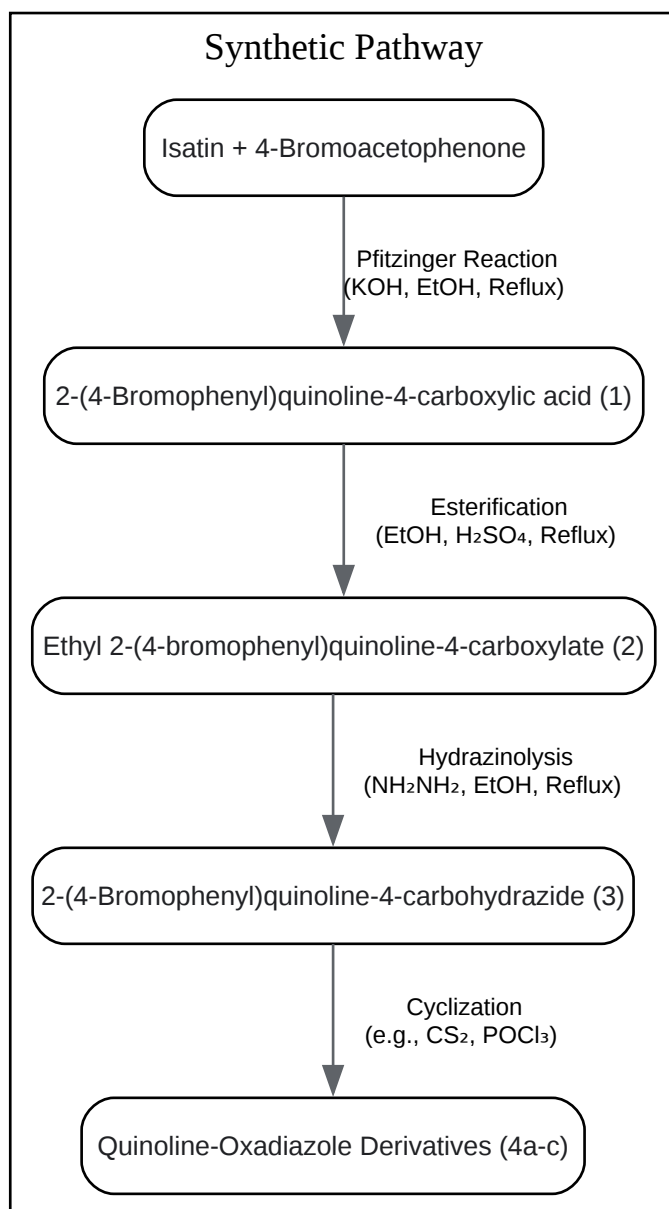 Synthetic Pathway
Isatin + 4-Bromoacetophenone
Pfitzinger Reaction
(KOH, EtOH, Reflux)
2-(4-Bromophenyl)quinoline-4-carboxylic acid (1)
Esterification
(EtOH, H₂SO₄, Reflux)
Ethyl 2-(4-bromophenyl)quinoline-4-carboxylate (2)
Hydrazinolysis
(NH₂NH₂, EtOH, Reflux)
2-(4-Bromophenyl)quinoline-4-carbohydrazide (3)
Cyclization
(e.g., CS₂, POCl₃)
Quinoline-Oxadiazole Derivatives (4a-c)